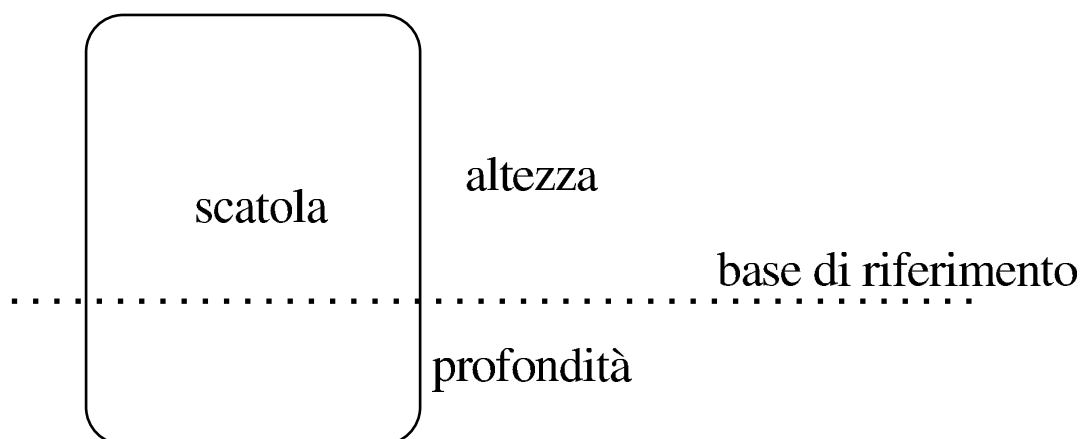 altezza
scatola
base di riferimento
profondità